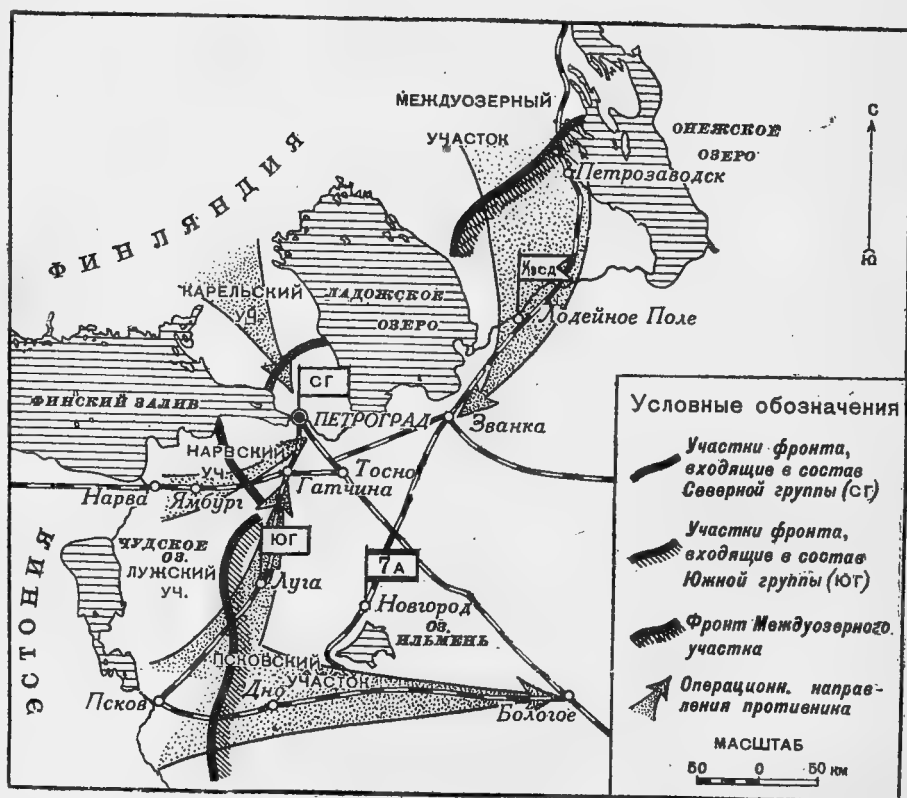 МЕЖДУОЗЕРНЫЙ
УЧАСТОК
ОНЕЖСКОЕ
ОЗЕРО
С
Ю
Петрозаводск
ФИНЛЯНДИЯ
КАРЕЛЬСКИЙ
УЧ.
ЛАДОЖСКОЕ
ОЗЕРО
Лодейное Поле
СГ
ФИНСКИЙ ЗАЛИВ
ПЕТРОГРАД
Званка
НАРВСКИЙ
УЧ.
Тосно
Гатчина
Нарва
Ямбург
ЧУДСКОЕ
ОЗ.
ЛУЖСКИЙ
УЧ.
ЮГ
7А
Луга
Новгород
ОЗ.
ИЛЬМЕНЬ
ЭСТОНИЯ
ПСКОВСКИЙ
УЧАСТОК
Псков
Дно
Бологое
Условные обозначения
Участки фронта,
входящие в состав
Северной группы (СГ)
Участки фронта,
входящие в состав
Южной группы (ЮГ)
Фронт Междуозерного
участка
Операционн. направ-
ления противника
МАСШТАБ
50 0 50 км